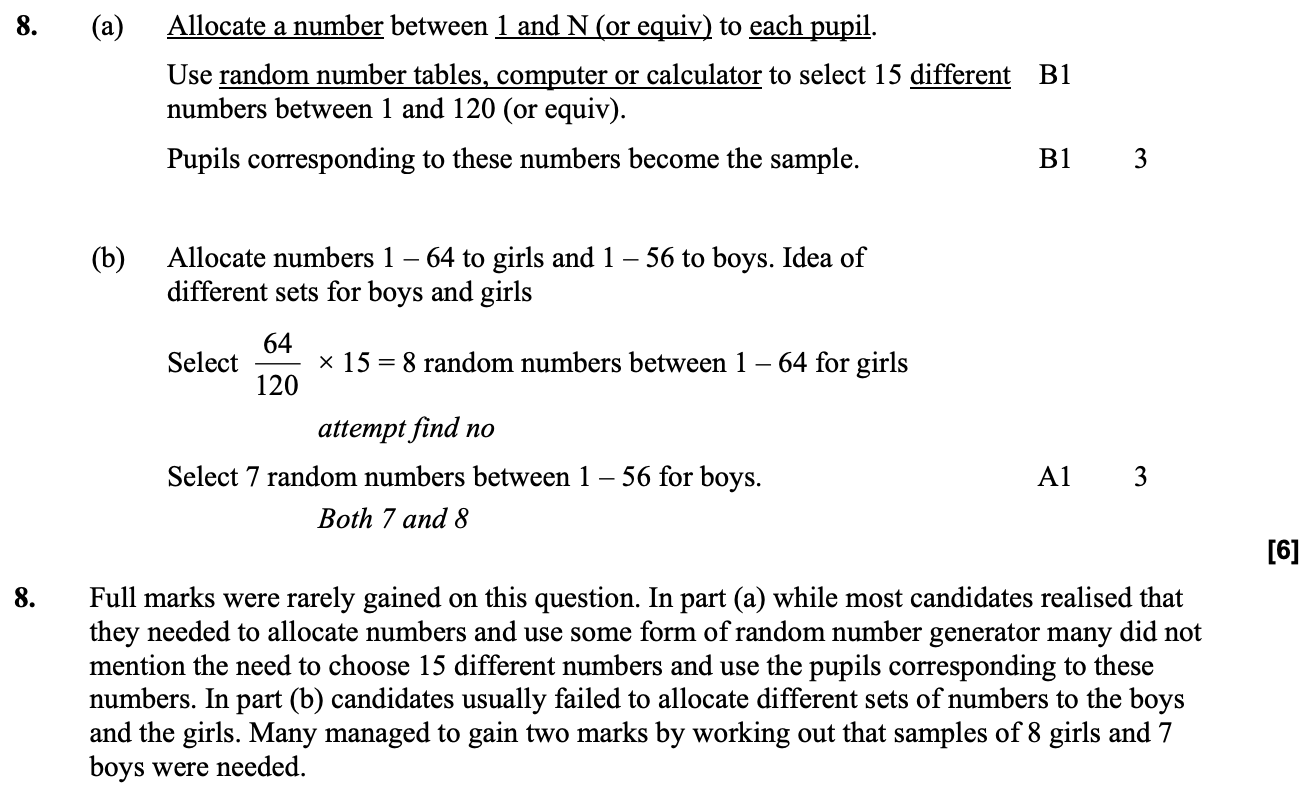 8. (a) Allocate a number between 1 and N (or equiv) to each pupil.
Use random number tables, computer or calculator to select 15 different B1
numbers between 1 and 120 (or equiv).
Pupils corresponding to these numbers become the sample. B1 3
(b) Allocate numbers 1 – 64 to girls and 1 – 56 to boys. Idea of
different sets for boys and girls
Select 64/120 × 15 = 8 random numbers between 1 – 64 for girls
attempt find no
Select 7 random numbers between 1 – 56 for boys. A1 3
Both 7 and 8
[6]
8. Full marks were rarely gained on this question. In part (a) while most candidates realised that
they needed to allocate numbers and use some form of random number generator many did not
mention the need to choose 15 different numbers and use the pupils corresponding to these
numbers. In part (b) candidates usually failed to allocate different sets of numbers to the boys
and the girls. Many managed to gain two marks by working out that samples of 8 girls and 7
boys were needed.